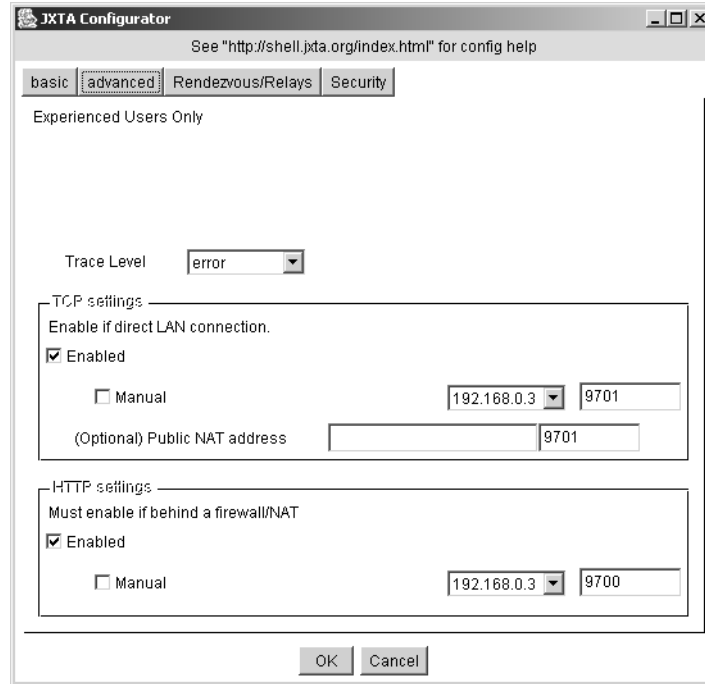 JXTA Configurator
See "http://shell.jxta.org/index.html" for config help
basic advanced Rendezvous/Relays Security
Experienced Users Only
Trace Level error
TCP settings
Enable if direct LAN connection.
Enabled
Manual 192.168.0.3 9701
(Optional) Public NAT address 9701
HTTP settings
Must enable if behind a firewall/NAT
Enabled
Manual 192.168.0.3 9700
OK Cancel